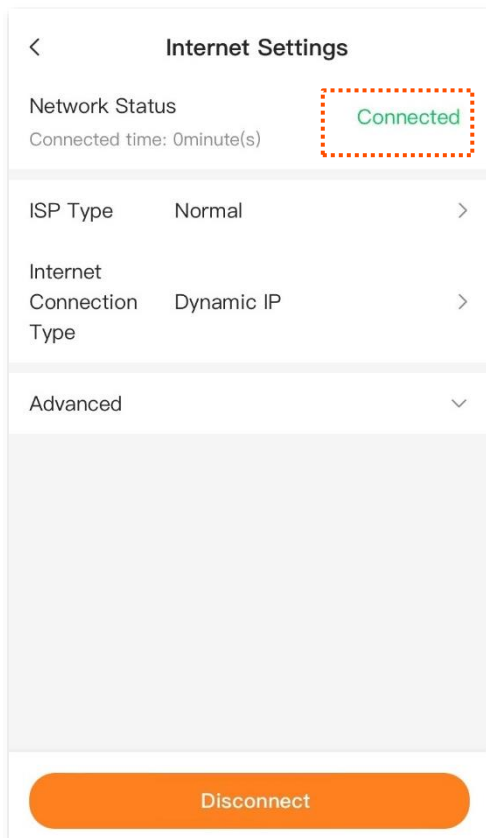 Internet Settings
Network Status
Connected
Connected time: 0minute(s)
ISP Type Normal
Internet
Connection Dynamic IP
Type
Advanced
Disconnect